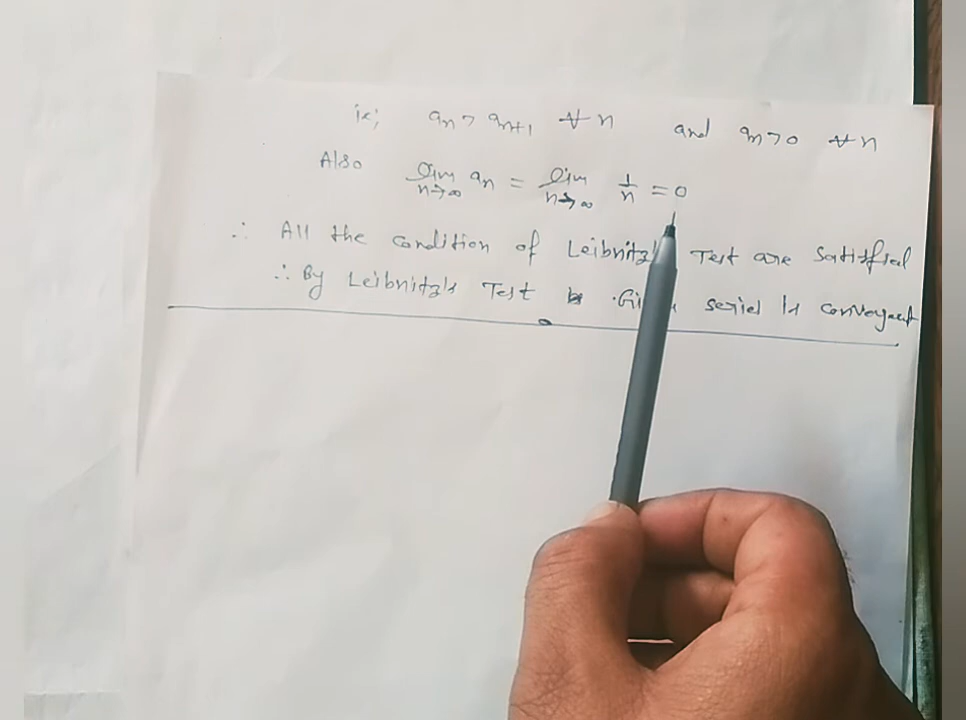 ie; an > an+1 ∀ n and an > 0 ∀ n
Also lim n→∞ an = lim n→∞ 1/n = 0
∴ All the condition of Leibnitz's Test are satisfied
∴ By Leibnitz's Test series is convergent